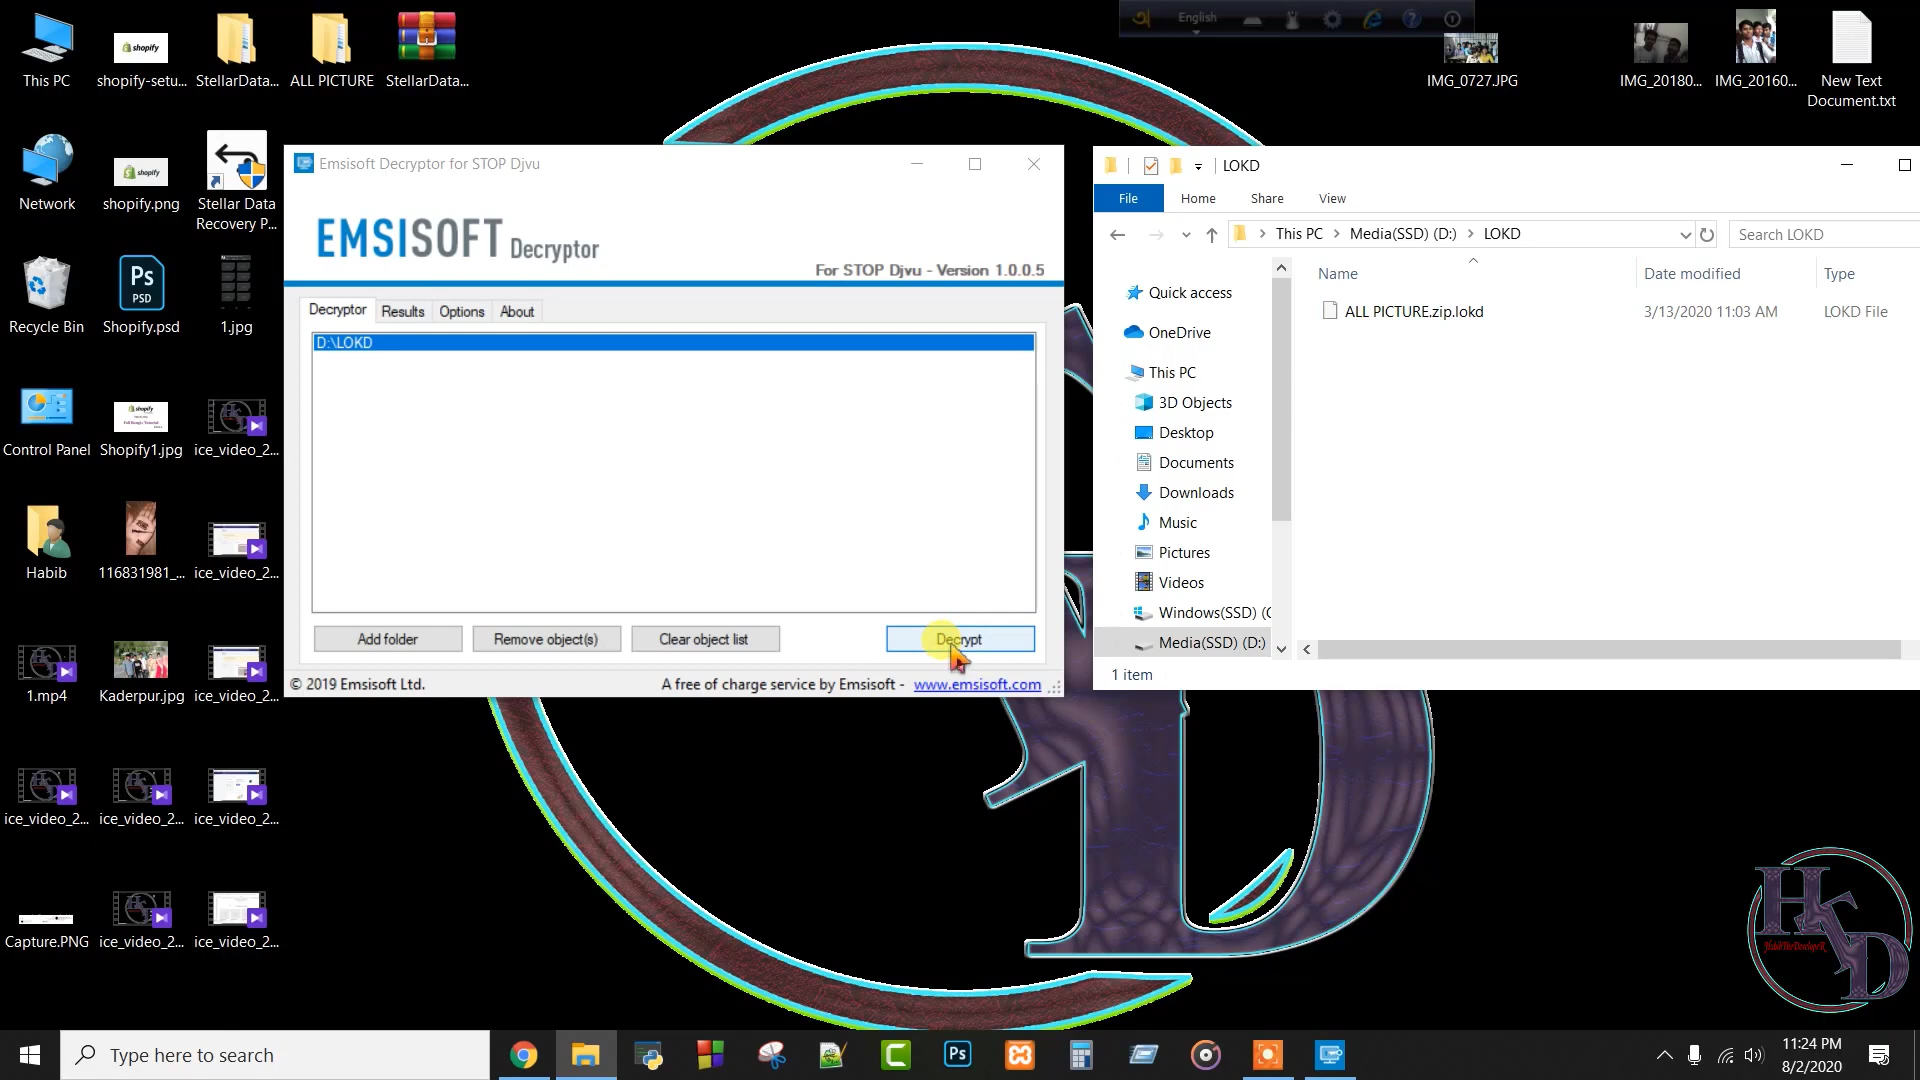 This PC
shopify-setu...
StellarData...
ALL PICTURE
StellarData...
English
IMG_0727.JPG
IMG_20180...
IMG_20160...
New Text
Document.txt
Network
shopify.png
Stellar Data
Recovery P...
Recycle Bin
Ps
PSD
Shopify.psd
1.jpg
Control Panel
Shopify1.jpg
ice_video_2...
Habib
116831981_...
ice_video_2...
1.mp4
Kaderpur.jpg
ice_video_2...
ice_video_2...
ice_video_2...
ice_video_2...
Capture.PNG
ice_video_2...
ice_video_2...
Emsisoft Decryptor for STOP Djvu
EMSISOFT Decryptor
For STOP Djvu - Version 1.0.0.5
Decryptor
Results
Options
About
D:\LOKD
Add folder
Remove object(s)
Clear object list
Decrypt
© 2019 Emsisoft Ltd.
A free of charge service by Emsisoft -
www.emsisoft.com
LOKD
File
Home
Share
View
This PC
Media(SSD) (D:)
LOKD
Search LOKD
Name
Date modified
Type
ALL PICTURE.zip.lokd
3/13/2020 11:03 AM
LOKD File
Quick access
OneDrive
This PC
3D Objects
Desktop
Documents
Downloads
Music
Pictures
Videos
Windows(SSD) (C
Media(SSD) (D:)
1 item
HabibTheDevelopeR
Type here to search
Ps
11:24 PM
8/2/2020